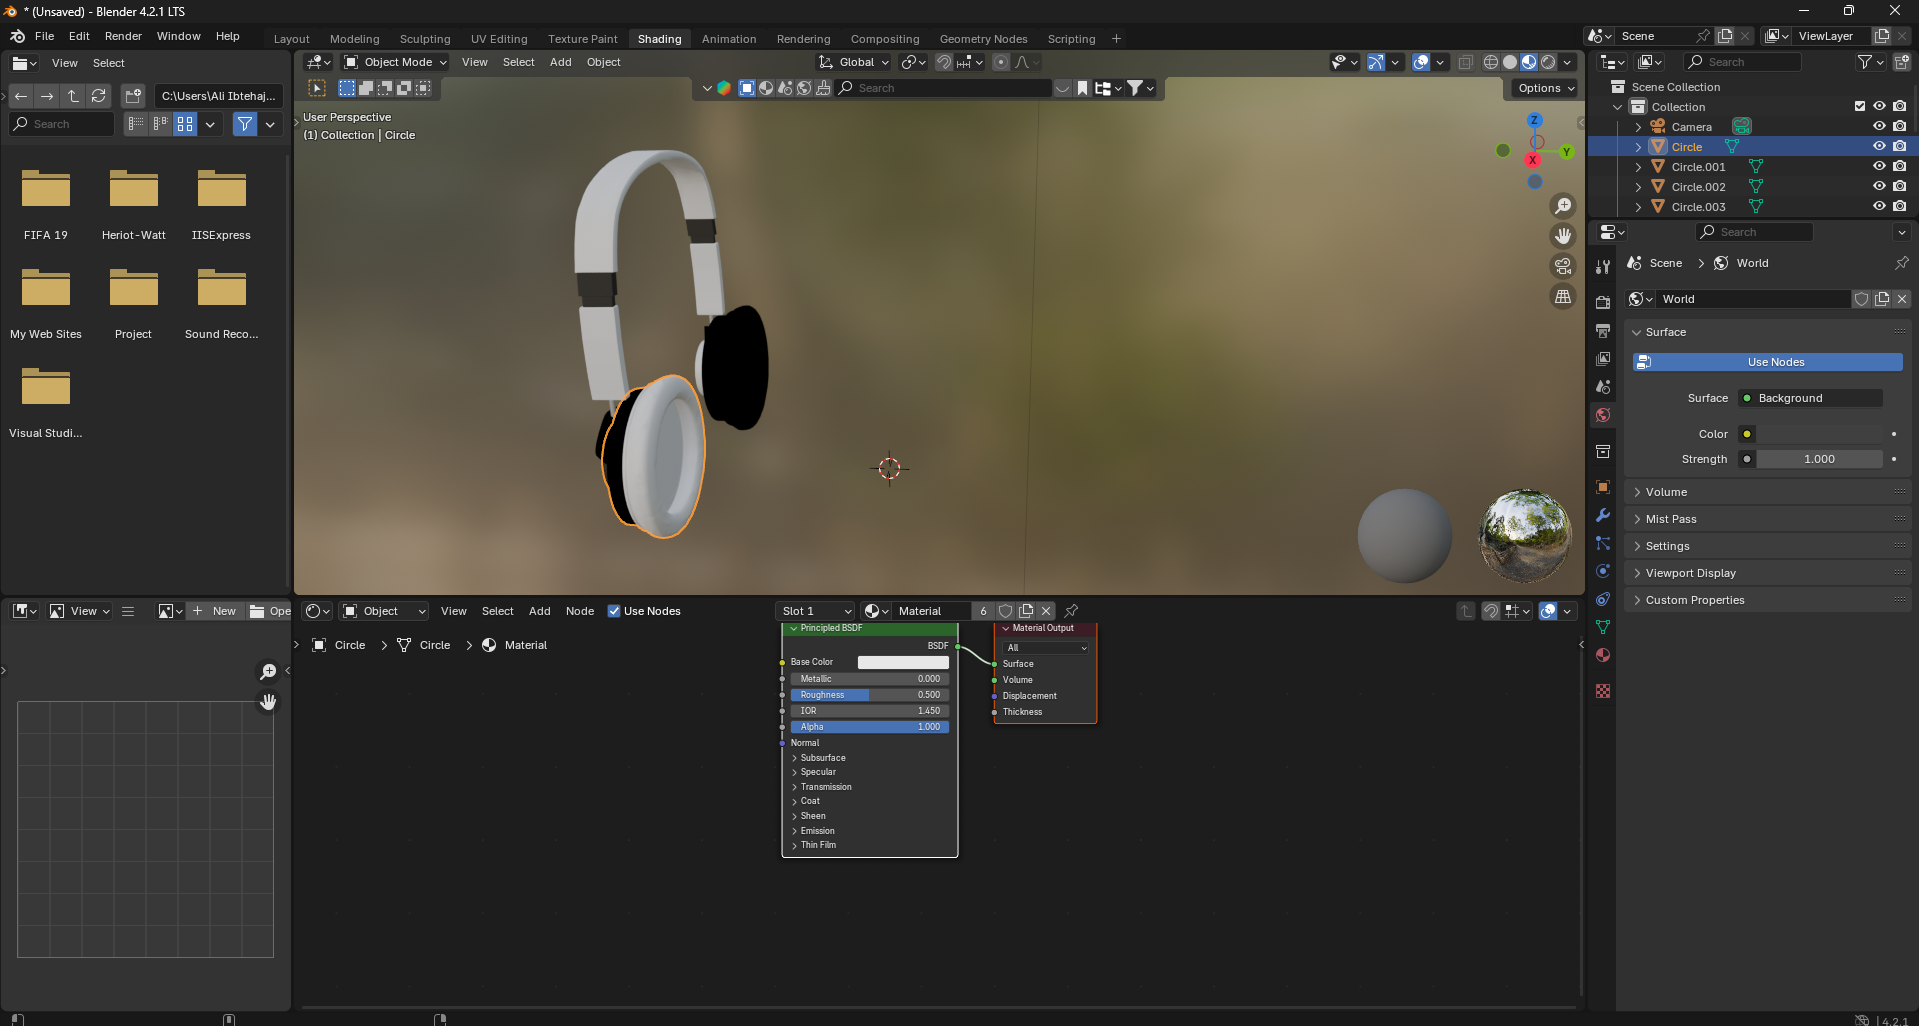 * (Unsaved) - Blender 4.2.1 LTS
File Edit Render Window Help
Layout Modeling Sculpting UV Editing Texture Paint Shading Animation Rendering Compositing Geometry Nodes Scripting +
Scene
ViewLayer
View Select
C:\Users\Ali Ibtehaj...
Search
FIFA 19
Heriot-Watt
IISExpress
My Web Sites
Project
Sound Reco...
Visual Studi...
Object Mode View Select Add Object
Global
Search
Options
User Perspective
(1) Collection | Circle
Z
Y
X
Search
Scene Collection
Collection
Camera
Circle
Circle.001
Circle.002
Circle.003
Search
Scene > World
World
Surface
Use Nodes
Surface Background
Color
Strength 1.000
Volume
Mist Pass
Settings
Viewport Display
Custom Properties
View
+ New
Ope
Object View Select Add Node Use Nodes
Slot 1
Material 6
Circle > Circle > Material
Principled BSDF
BSDF
Base Color
Metallic 0.000
Roughness 0.500
IOR 1.450
Alpha 1.000
Normal
Subsurface
Specular
Transmission
Coat
Sheen
Emission
Thin Film
Material Output
All
Surface
Volume
Displacement
Thickness
4.2.1